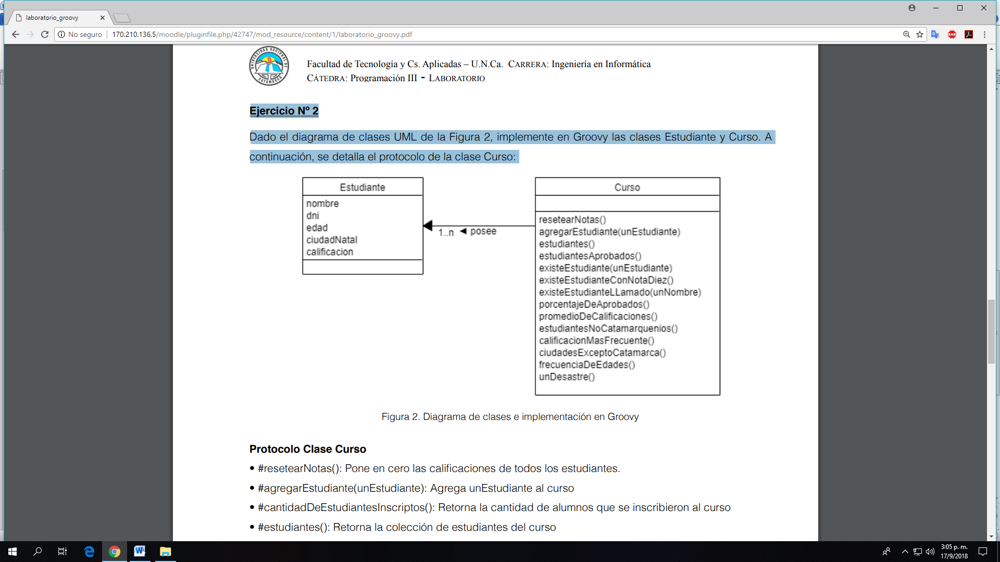 laboratorio_groovy
No seguro
170.210.136.5/moodle/pluginfile.php/42747/mod_resource/content/1/laboratorio_groovy.pdf
EAB
UNIVERSIDAD NACIONAL DE CATAMARCA
Facultad de Tecnología y Cs. Aplicadas – U.N.Ca. CARRERA: Ingeniería en Informática
CÁTEDRA: Programación III - LABORATORIO
Ejercicio Nº 2
Dado el diagrama de clases UML de la Figura 2, implemente en Groovy las clases Estudiante y Curso. A
continuación, se detalla el protocolo de la clase Curso:
Estudiante
nombre
dni
edad
ciudadNatal
calificacion
1..n ◄ posee
Curso
resetearNotas()
agregarEstudiante(unEstudiante)
estudiantes()
estudiantesAprobados()
existeEstudiante(unEstudiante)
existeEstudianteConNotaDiez()
existeEstudianteLLamado(unNombre)
porcentajeDeAprobados()
promedioDeCalificaciones()
estudiantesNoCatamarquenios()
calificacionMasFrecuente()
ciudadesExceptoCatamarca()
frecuenciaDeEdades()
unDesastre()
Figura 2. Diagrama de clases e implementación en Groovy
Protocolo Clase Curso
• #resetearNotas(): Pone en cero las calificaciones de todos los estudiantes.
• #agregarEstudiante(unEstudiante): Agrega unEstudiante al curso
• #cantidadDeEstudiantesInscriptos(): Retorna la cantidad de alumnos que se inscribieron al curso
• #estudiantes(): Retorna la colección de estudiantes del curso
3:05 p. m.
17/9/2018